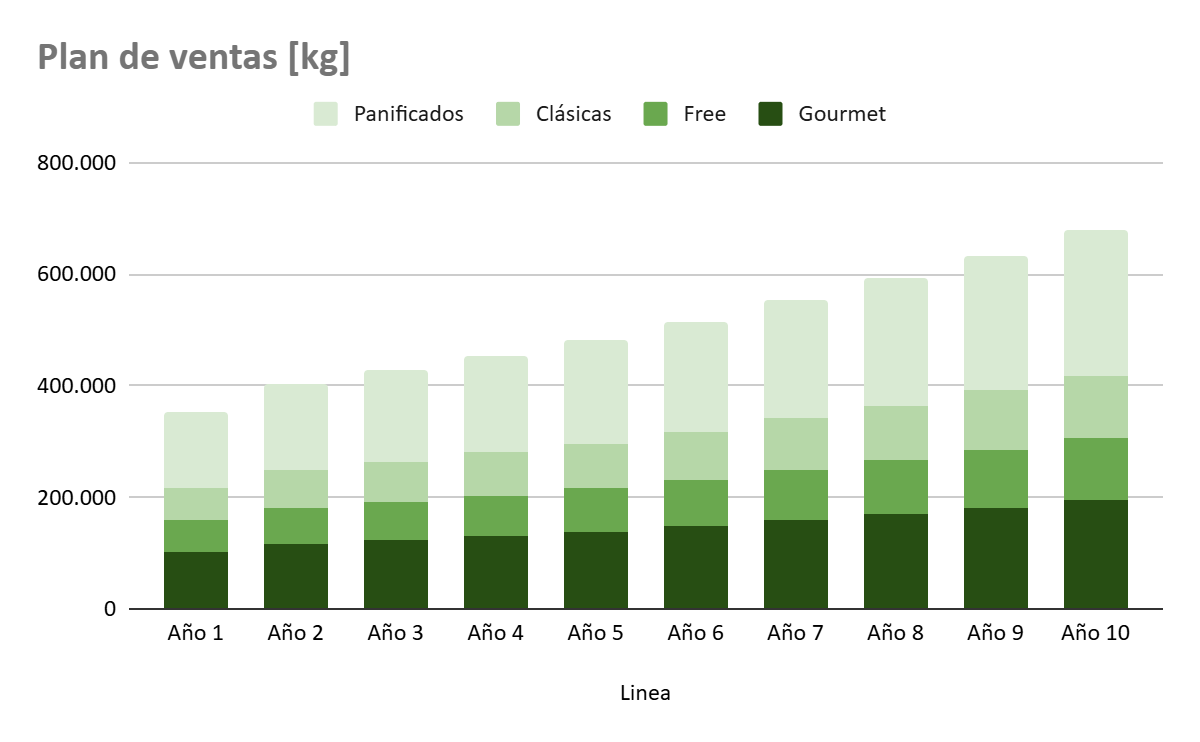 Plan de ventas [kg]
Panificados Clásicas Free Gourmet
800.000
600.000
400.000
200.000
0
Año 1 Año 2 Año 3 Año 4 Año 5 Año 6 Año 7 Año 8 Año 9 Año 10
Linea